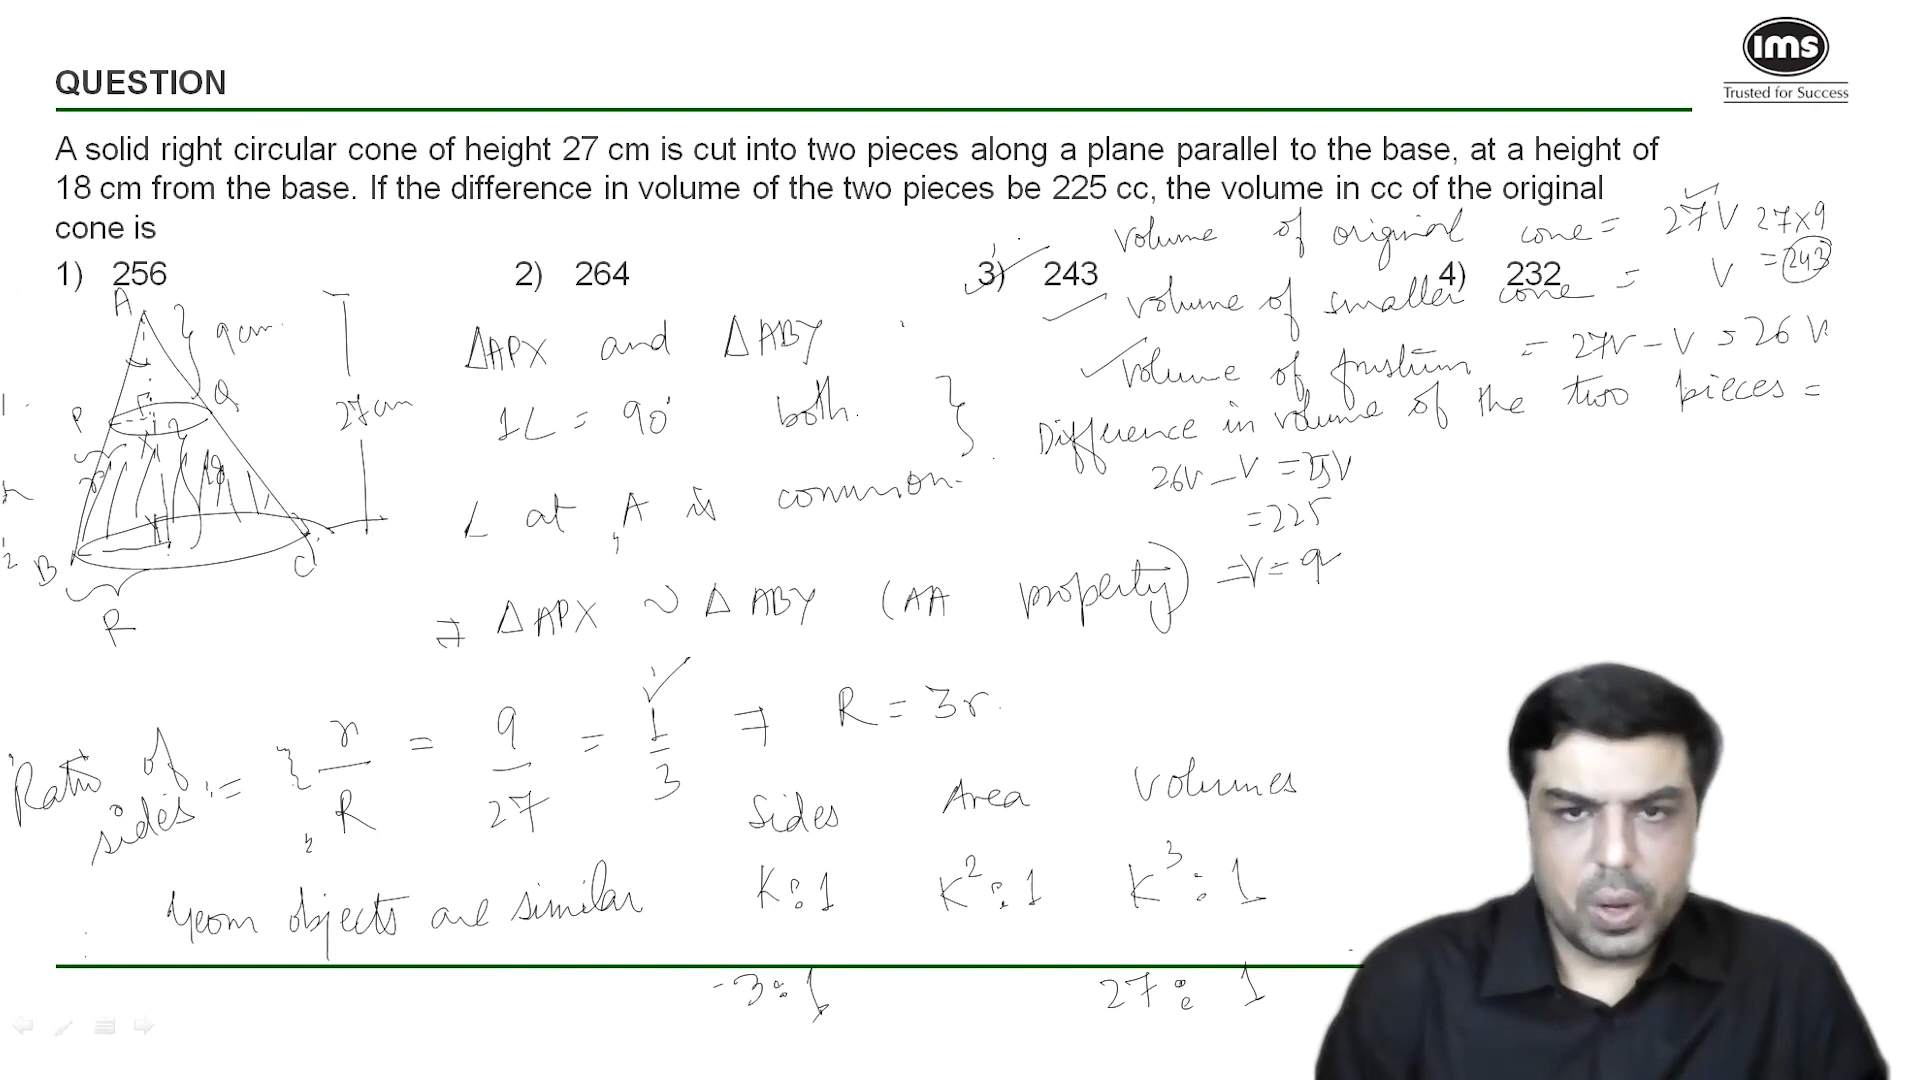 ims
Trusted for Success
QUESTION
A solid right circular cone of height 27 cm is cut into two pieces along a plane parallel to the base, at a height of
18 cm from the base. If the difference in volume of the two pieces be 225 cc, the volume in cc of the original
cone is
1) 256
2) 264
3) 243
4) 232
volume of original cone = 27V 27x9
= 243
volume of smaller cone = V
Volume of frustum = 27V - V = 26V
Difference in volume of the two pieces =
26V - V = 25V
= 225
⇒ V = 9
A
9 cm
P
Q
27 cm
r
18
B
C
R
ΔAPX and ΔABY
1∠ = 90° both
∠ at A is common.
⇒ ΔAPX ~ ΔABY (AA property)
Ratio of sides = r/R = 9/27 = 1/3 ⇒ R = 3r.
Sides Area Volumes
Geom objects are similar K:1 K²:1 K³:1
3:1 27:1